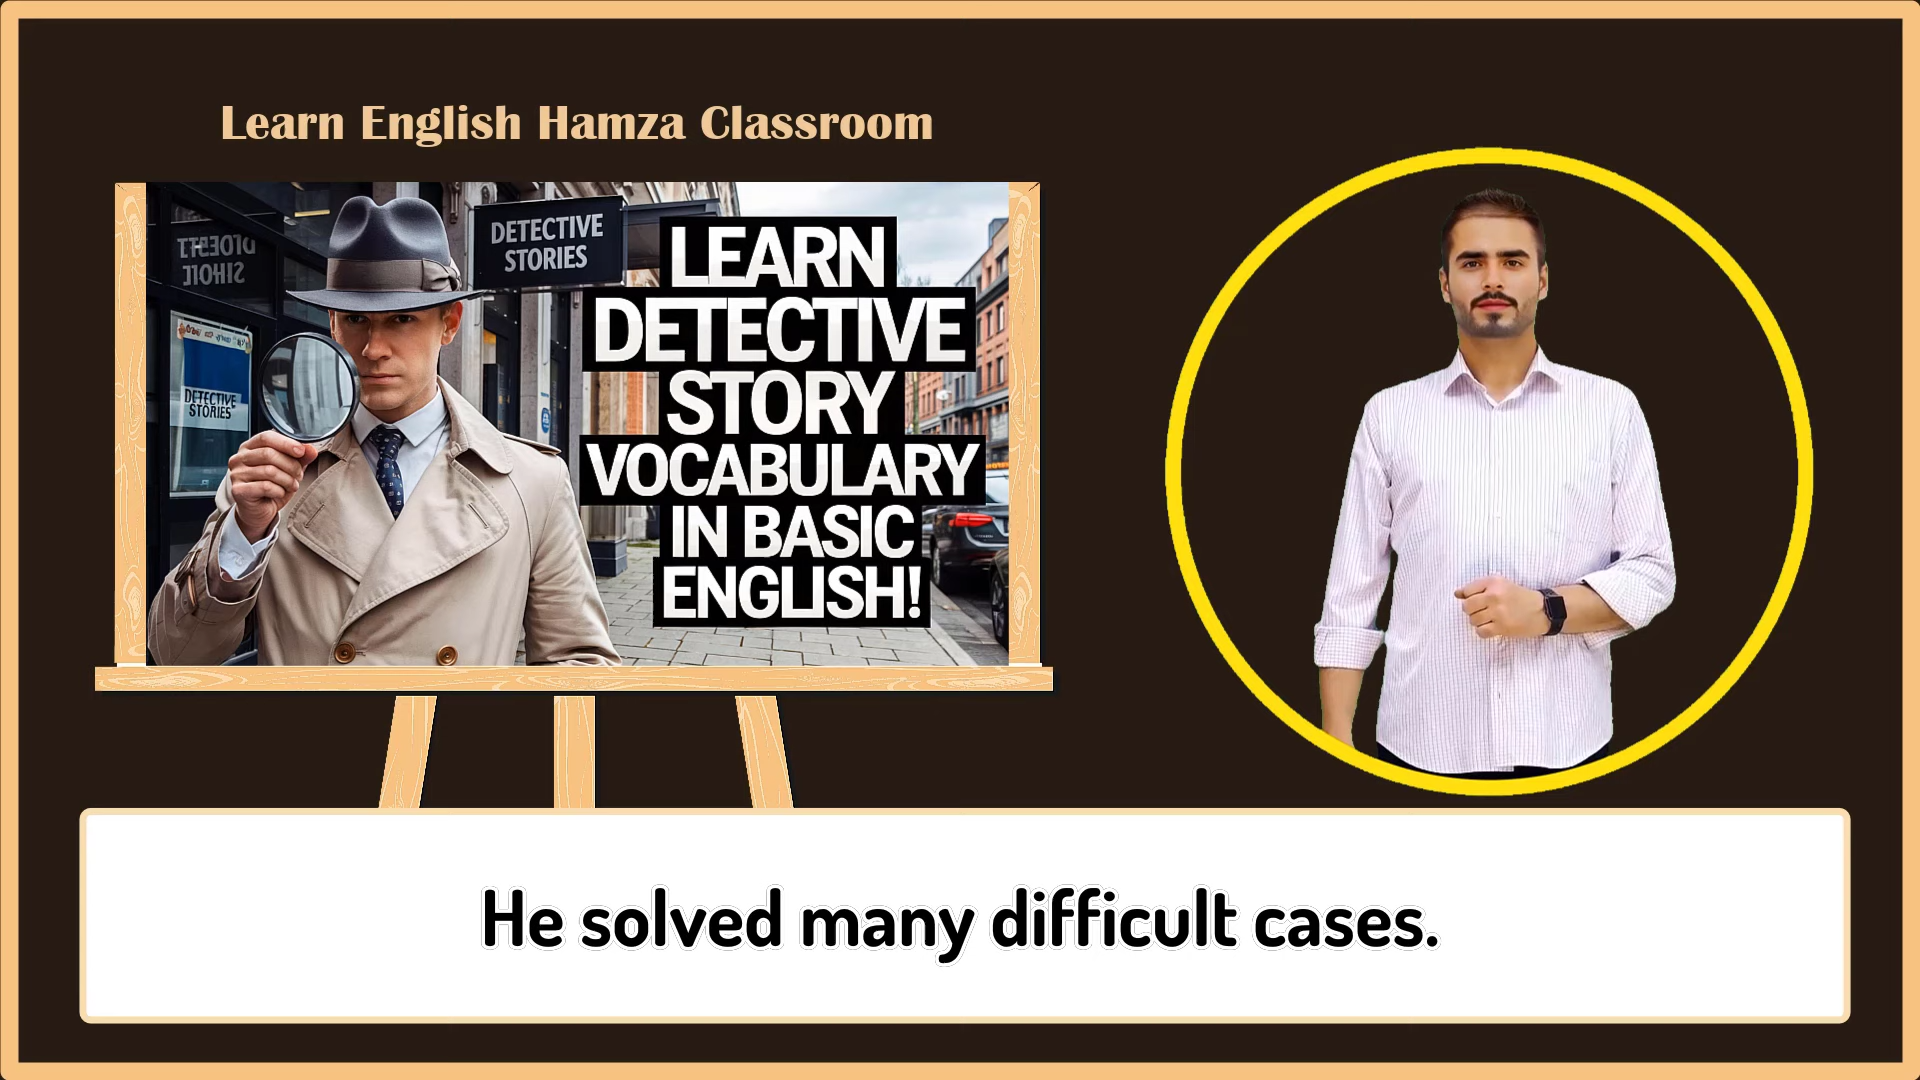 Learn English Hamza Classroom
DETECTIVE
STORIES
LEARN
DETECTIVE
STORY
VOCABULARY
IN BASIC
ENGLISH!
DETECTIVE
STORIES
He solved many difficult cases.